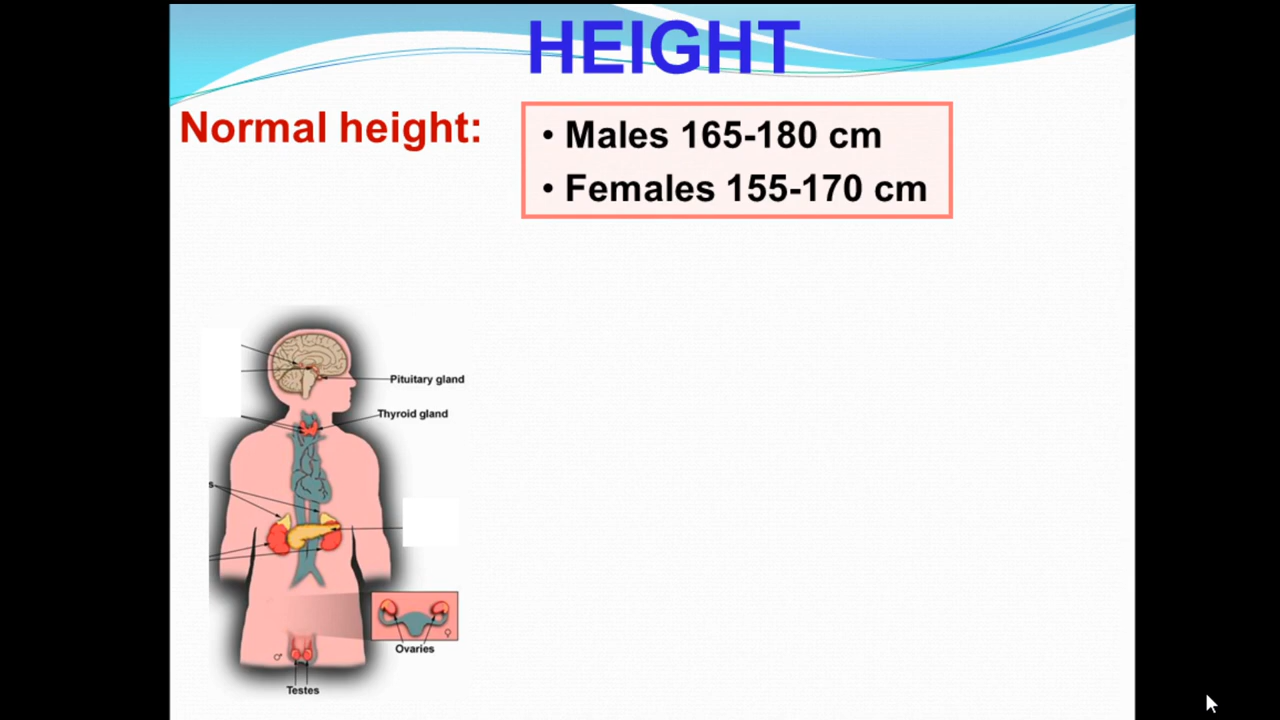 HEIGHT
Normal height:
• Males 165-180 cm
• Females 155-170 cm
Pituitary gland
Thyroid gland
s
Ovaries
Testes